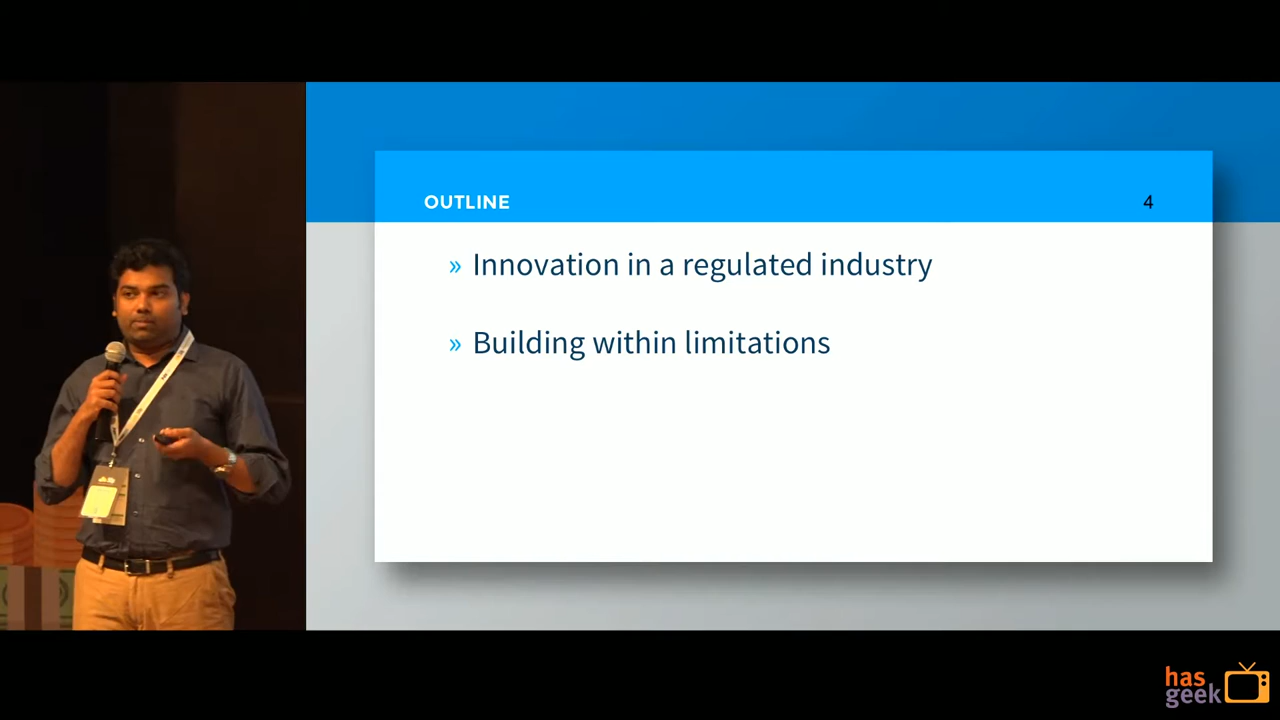 OUTLINE
4
» Innovation in a regulated industry
» Building within limitations
has
geek